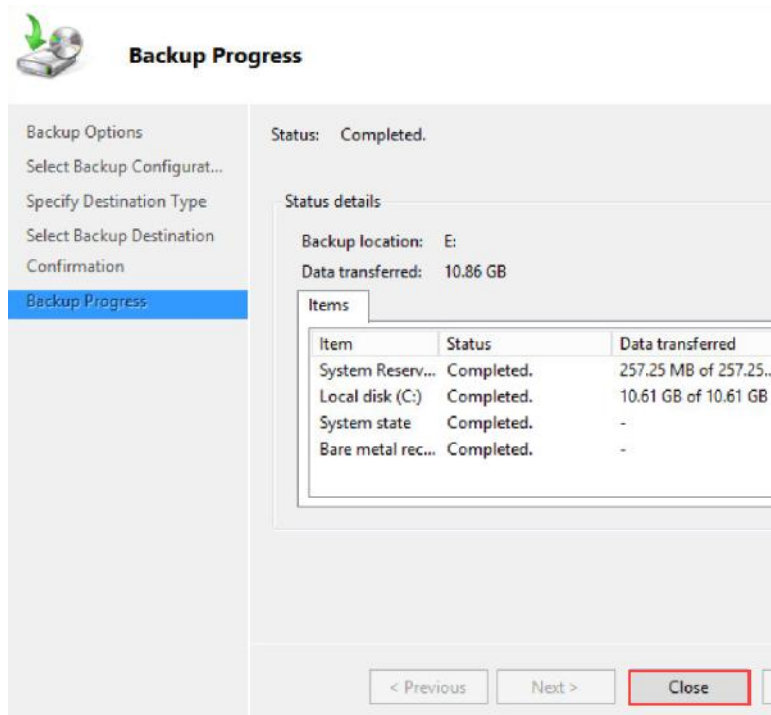 Backup Progress
Backup Options
Select Backup Configurat...
Specify Destination Type
Select Backup Destination
Confirmation
Backup Progress
Status: Completed.
Status details
Backup location: E:
Data transferred: 10.86 GB
Items
Item Status Data transferred
System Reserv... Completed. 257.25 MB of 257.25...
Local disk (C:) Completed. 10.61 GB of 10.61 GB
System state Completed. -
Bare metal rec... Completed. -
< Previous Next > Close